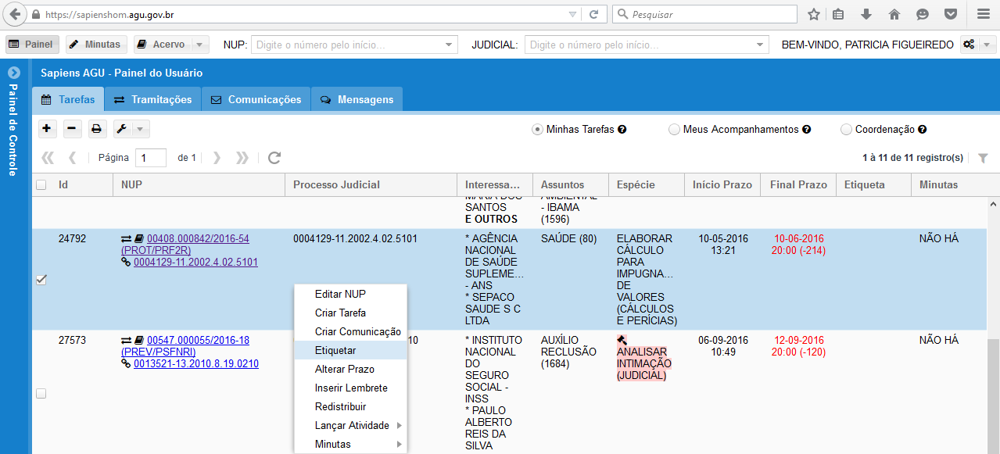 https://sapienshom.agu.gov.br
Pesquisar
Painel Minutas Acervo NUP: Digite o número pelo início... JUDICIAL: Digite o número pelo início... BEM-VINDO, PATRICIA FIGUEIREDO
Painel de Controle
Sapiens AGU - Painel do Usuário
Tarefas Tramitações Comunicações Mensagens
Minhas Tarefas Meus Acompanhamentos Coordenação
Página 1 de 1 1 à 11 de 11 registro(s)
Id NUP Processo Judicial Interessa... Assuntos Espécie Início Prazo Final Prazo Etiqueta Minutas
MARIA DOS AMBIENTAL
SANTOS - IBAMA
E OUTROS (1596)
24792 00408.000842/2016-54 0004129-11.2002.4.02.5101 * AGÊNCIA SAÚDE (80) ELABORAR 10-05-2016 10-06-2016 NÃO HÁ
(PROT/PRF2R) NACIONAL CÁLCULO 13:21 20:00 (-214)
0004129-11.2002.4.02.5101 DE SAÚDE PARA
SUPLEME... IMPUGNA...
- ANS DE
* SEPACO VALORES
SAUDE S C (CÁLCULOS
LTDA E PERÍCIAS)
27573 00547.000055/2016-18 10 * INSTITUTO AUXÍLIO 06-09-2016 12-09-2016 NÃO HÁ
(PREV/PSFNRI) NACIONAL RECLUSÃO ANALISAR 10:49 20:00 (-120)
0013521-13.2010.8.19.0210 DO (1684) INTIMAÇÃO
SEGURO (JUDICIAL)
SOCIAL -
INSS
* PAULO
ALBERTO
REIS DA
SILVA
Editar NUP
Criar Tarefa
Criar Comunicação
Etiquetar
Alterar Prazo
Inserir Lembrete
Redistribuir
Lançar Atividade
Minutas